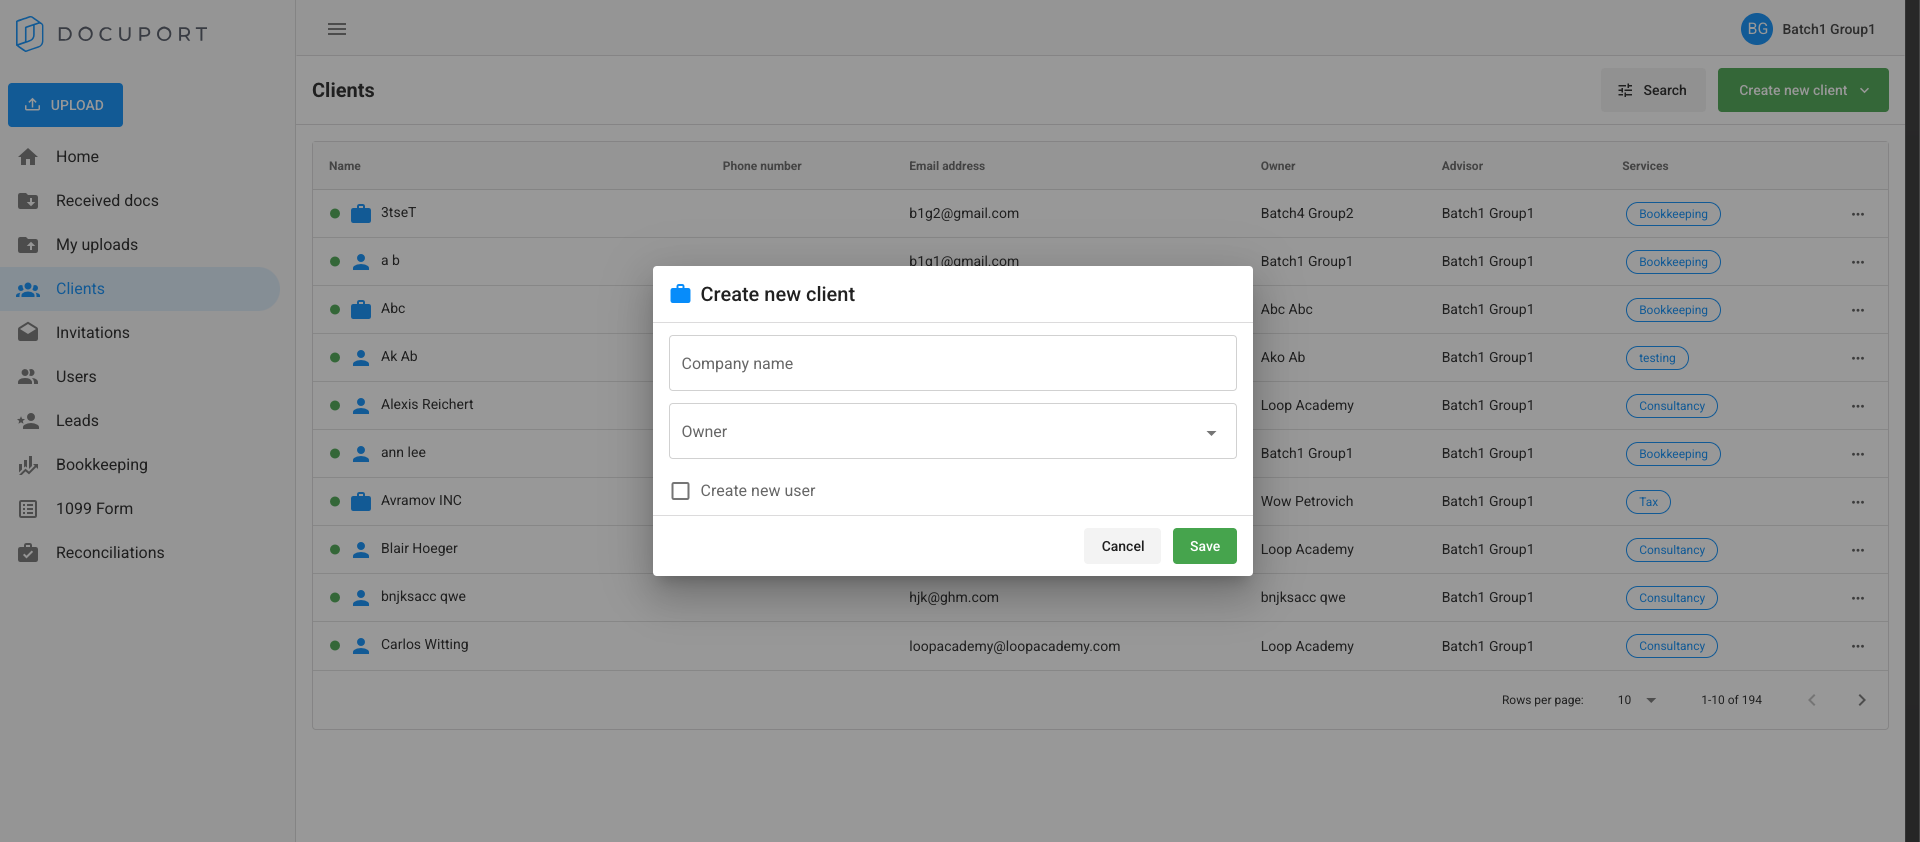 DOCUPORT
BG Batch1 Group1
UPLOAD
Home
Received docs
My uploads
Clients
Invitations
Users
Leads
Bookkeeping
1099 Form
Reconciliations
Clients
Search
Create new client
Name Phone number Email address Owner Advisor Services
3tseT b1g2@gmail.com Batch4 Group2 Batch1 Group1 Bookkeeping
a b b1g1@gmail.com Batch1 Group1 Batch1 Group1 Bookkeeping
Abc Abc Abc Batch1 Group1 Bookkeeping
Ak Ab Ako Ab Batch1 Group1 testing
Alexis Reichert Loop Academy Batch1 Group1 Consultancy
ann lee Batch1 Group1 Batch1 Group1 Bookkeeping
Avramov INC Wow Petrovich Batch1 Group1 Tax
Blair Hoeger Loop Academy Batch1 Group1 Consultancy
bnjksacc qwe hjk@ghm.com bnjksacc qwe Batch1 Group1 Consultancy
Carlos Witting loopacademy@loopacademy.com Loop Academy Batch1 Group1 Consultancy
Rows per page: 10 1-10 of 194
Create new client
Company name
Owner
Create new user
Cancel Save